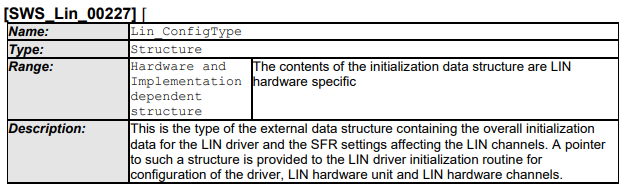 [SWS_Lin_00227] ⌈
Name: Lin_ConfigType
Type: Structure
Range: Hardware and The contents of the initialization data structure are LIN
Implementation hardware specific
dependent
structure
Description: This is the type of the external data structure containing the overall initialization
data for the LIN driver and the SFR settings affecting the LIN channels. A pointer
to such a structure is provided to the LIN driver initialization routine for
configuration of the driver, LIN hardware unit and LIN hardware channels.